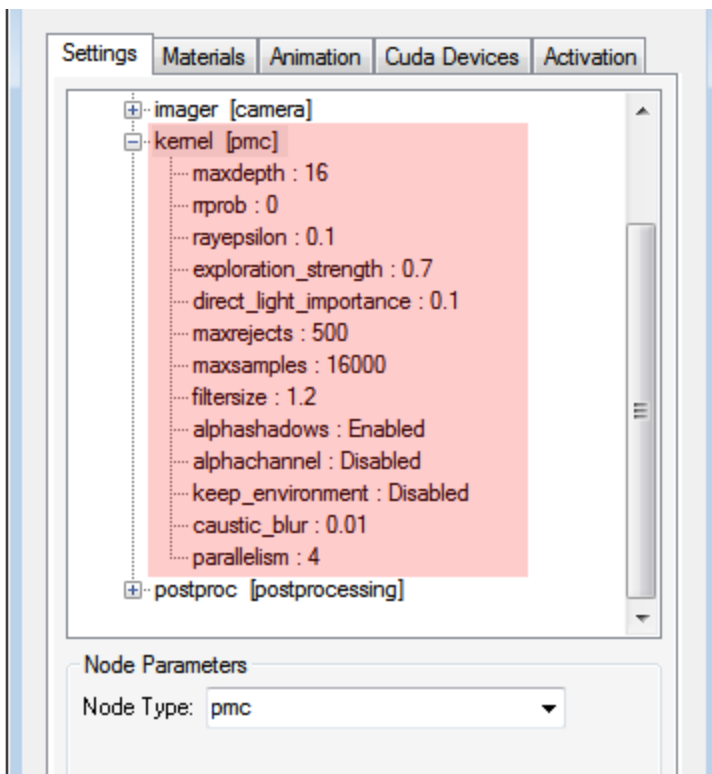 Settings Materials Animation Cuda Devices Activation
imager [camera]
kernel [pmc]
maxdepth : 16
rrprob : 0
rayepsilon : 0.1
exploration_strength : 0.7
direct_light_importance : 0.1
maxrejects : 500
maxsamples : 16000
filtersize : 1.2
alphashadows : Enabled
alphachannel : Disabled
keep_environment : Disabled
caustic_blur : 0.01
parallelism : 4
postproc [postprocessing]
Node Parameters
Node Type: pmc